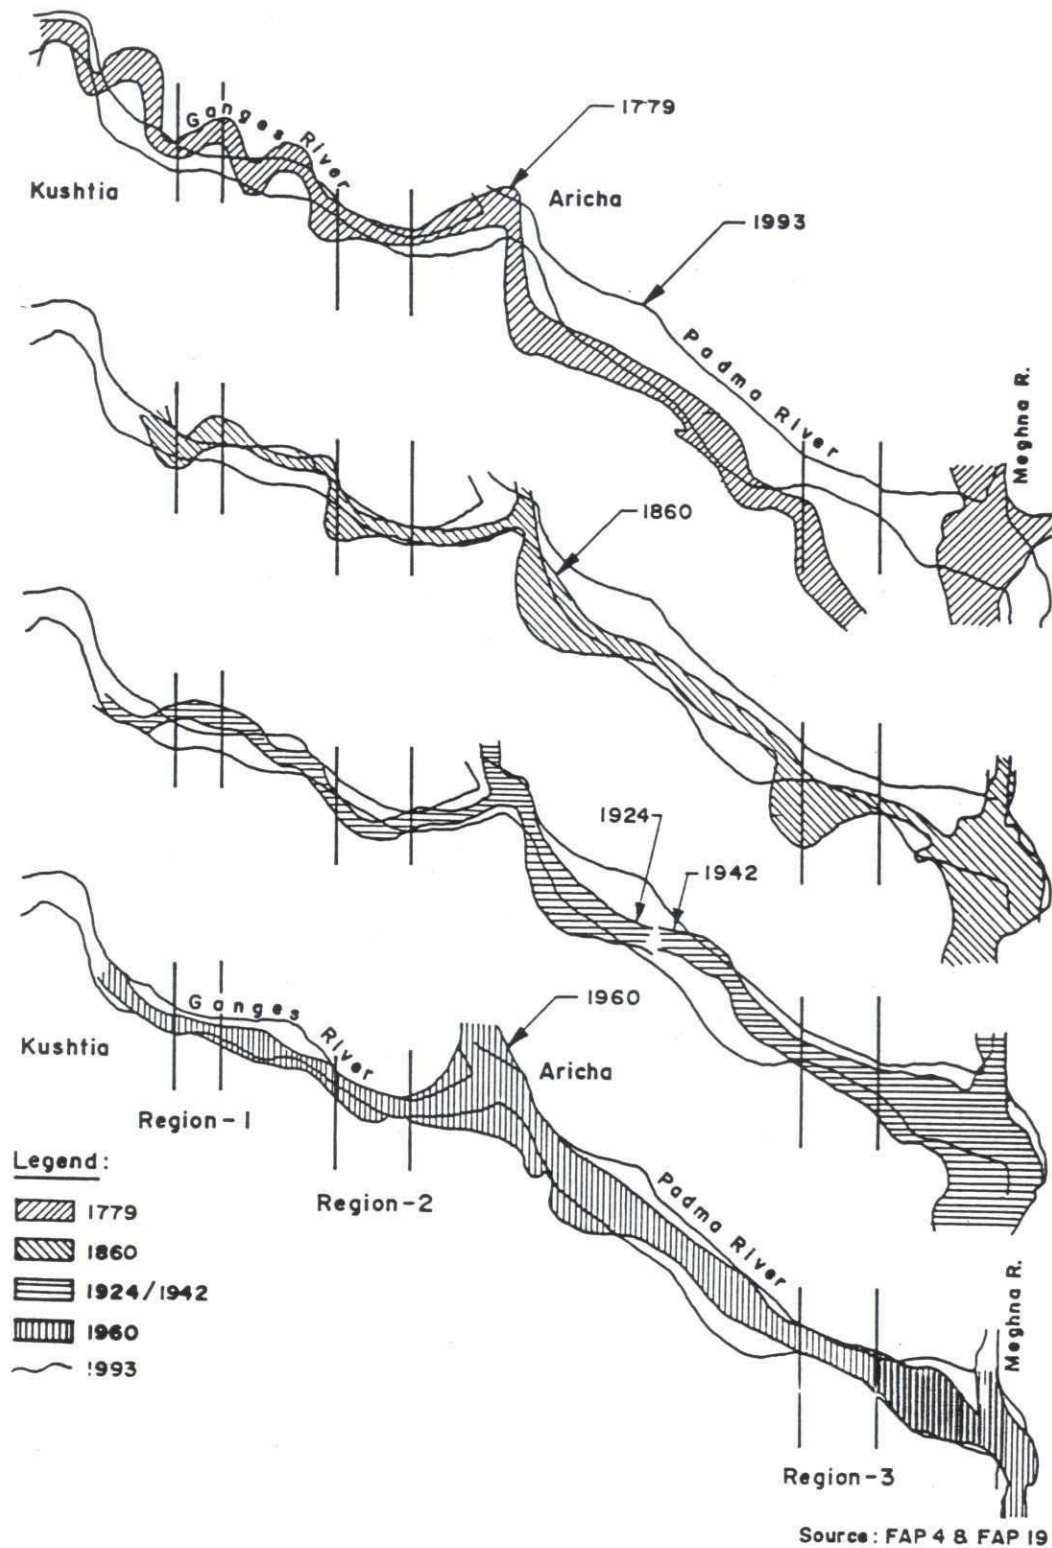 1779
Ganges River
Kushtia
Aricha
1993
Padma River
Meghna R.
1860
1924
1942
1960
Ganges River
Kushtia
Aricha
Region-1
Legend:
Region-2
Padma River
1779
1860
1924/1942
1960
1993
Meghna R.
Region-3
Source: FAP 4 & FAP 19